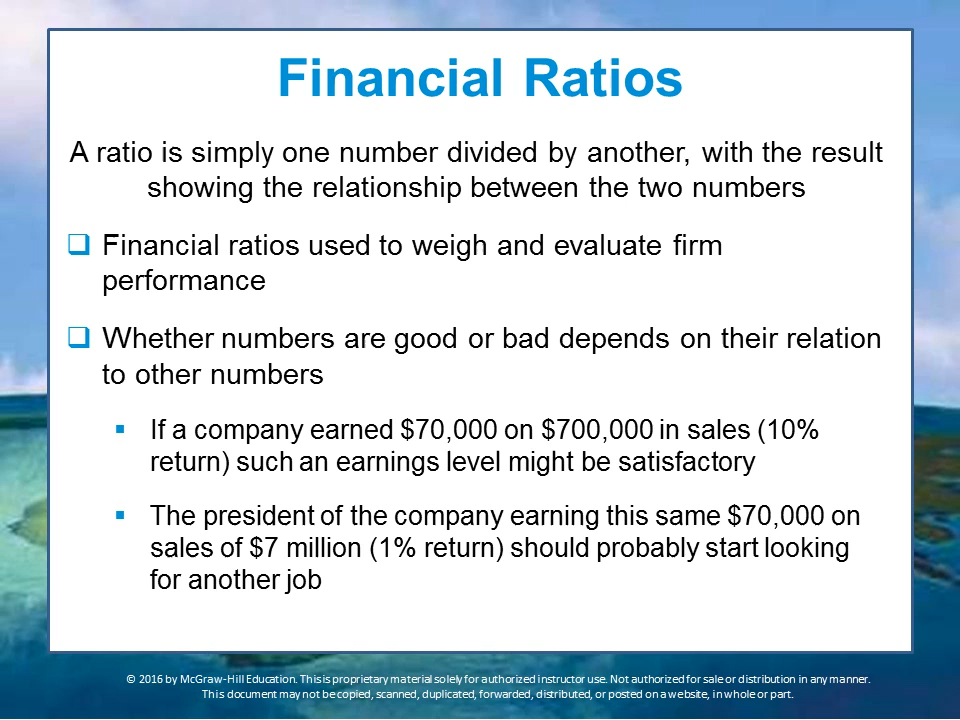 Financial Ratios
A ratio is simply one number divided by another, with the result
showing the relationship between the two numbers
Financial ratios used to weigh and evaluate firm
performance
Whether numbers are good or bad depends on their relation
to other numbers
If a company earned $70,000 on $700,000 in sales (10%
return) such an earnings level might be satisfactory
The president of the company earning this same $70,000 on
sales of $7 million (1% return) should probably start looking
for another job
© 2016 by McGraw-Hill Education. This is proprietary material solely for authorized instructor use. Not authorized for sale or distribution in any manner.
This document may not be copied, scanned, duplicated, forwarded, distributed, or posted on a website, in whole or part.